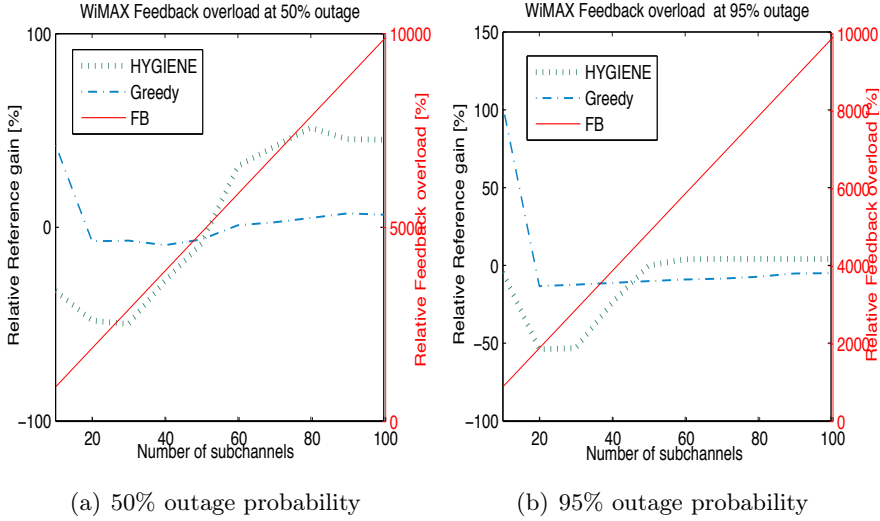 WiMAX Feedback overload at 50% outage
100
0
−100
Relative Reference gain [%]
HYGIENE
Greedy
FB
10000
5000
0
Relative Feedback overload [%]
20
40
60
80
100
Number of subchannels
(a) 50% outage probability
WiMAX Feedback overload at 95% outage
150
100
50
0
−50
−100
Relative Reference gain [%]
HYGIENE
Greedy
FB
10000
8000
6000
4000
2000
0
Relative Feedback overload [%]
20
40
60
80
100
Number of subchannels
(b) 95% outage probability